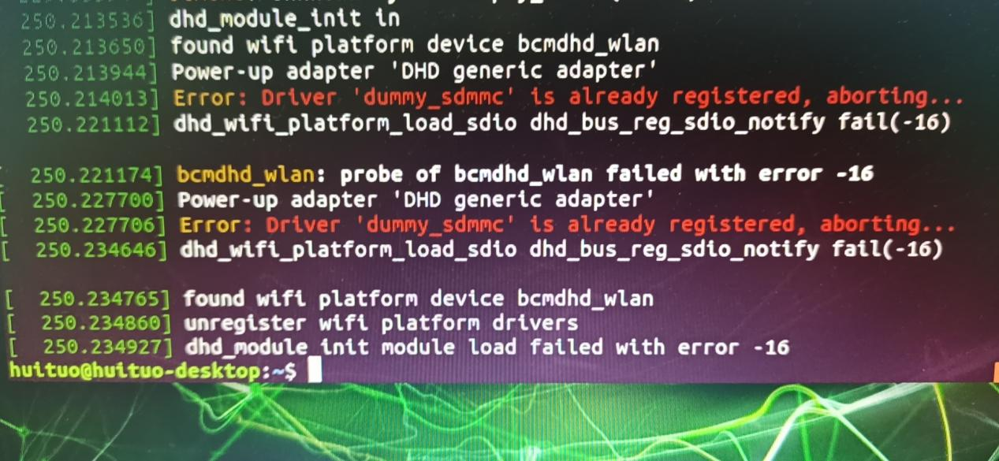 250.213536] dhd_module_init in
250.213650] found wifi platform device bcmdhd_wlan
250.213944] Power-up adapter 'DHD generic adapter'
250.214013] Error: Driver 'dummy_sdmmc' is already registered, aborting...
250.221112] dhd_wifi_platform_load_sdio dhd_bus_reg_sdio_notify fail(-16)
[ 250.221174] bcmdhd_wlan: probe of bcmdhd_wlan failed with error -16
[ 250.227700] Power-up adapter 'DHD generic adapter'
[ 250.227706] Error: Driver 'dummy_sdmmc' is already registered, aborting...
[ 250.234646] dhd_wifi_platform_load_sdio dhd_bus_reg_sdio_notify fail(-16)
[ 250.234765] found wifi platform device bcmdhd_wlan
[ 250.234860] unregister wifi platform drivers
[ 250.234927] dhd_module init module load failed with error -16
huituo@huituo-desktop:~$